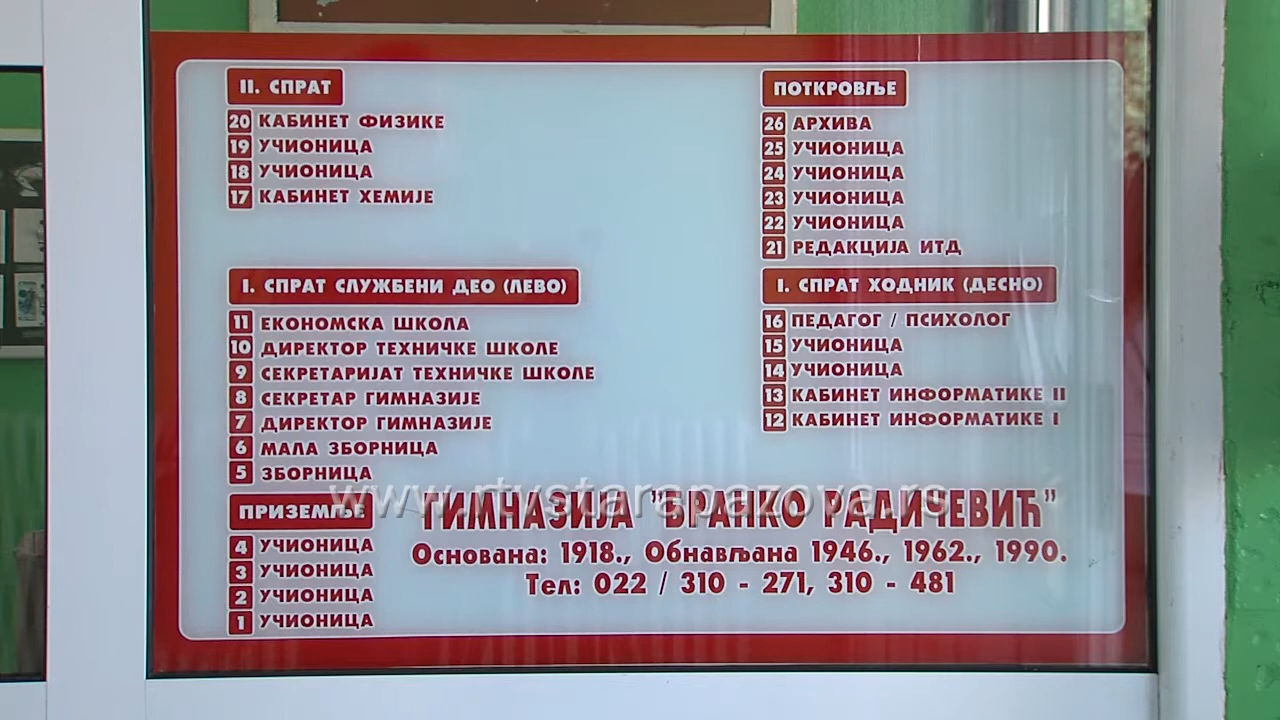 II. СПРАТ
20 КАБИНЕТ ФИЗИКЕ
19 УЧИОНИЦА
18 УЧИОНИЦА
17 КАБИНЕТ ХЕМИЈЕ
ПОТКРОВЉЕ
26 АРХИВА
25 УЧИОНИЦА
24 УЧИОНИЦА
23 УЧИОНИЦА
22 УЧИОНИЦА
21 РЕДАКЦИЈА ИТД
I. СПРАТ СЛУЖБЕНИ ДЕО (ЛЕВО)
11 ЕКОНОМСКА ШКОЛА
10 ДИРЕКТОР ТЕХНИЧКЕ ШКОЛЕ
9 СЕКРЕТАРИЈАТ ТЕХНИЧКЕ ШКОЛЕ
8 СЕКРЕТАР ГИМНАЗИЈЕ
7 ДИРЕКТОР ГИМНАЗИЈЕ
6 МАЛА ЗБОРНИЦА
5 ЗБОРНИЦА
I. СПРАТ ХОДНИК (ДЕСНО)
16 ПЕДАГОГ / ПСИХОЛОГ
15 УЧИОНИЦА
14 УЧИОНИЦА
13 КАБИНЕТ ИНФОРМАТИКЕ II
12 КАБИНЕТ ИНФОРМАТИКЕ I
ПРИЗЕМЉЕ
4 УЧИОНИЦА
3 УЧИОНИЦА
2 УЧИОНИЦА
1 УЧИОНИЦА
ГИМНАЗИЈА "БРАНКО РАДИЧЕВИЋ"
Основана: 1918., Обнављана 1946., 1962., 1990.
Тел: 022 / 310 - 271, 310 - 481
www.rtvstarapazova.rs